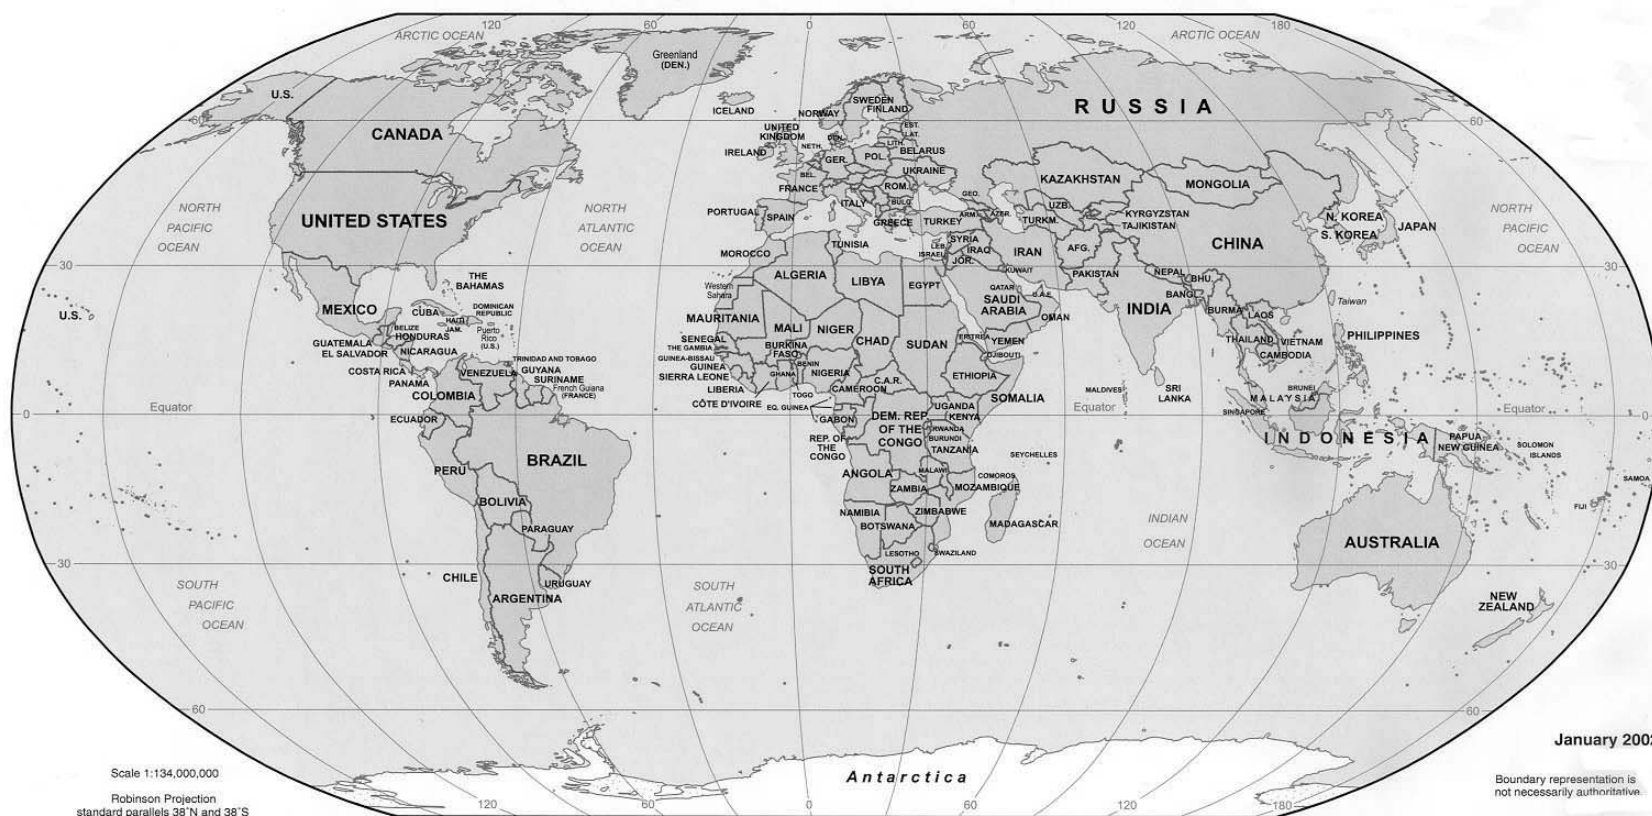 120
60
0
60
120
180
ARCTIC OCEAN
ARCTIC OCEAN
Greenland
(DEN.)
U.S.
ICELAND
NORWAY
SWEDEN
FINLAND
RUSSIA
60
60
CANADA
UNITED
KINGDOM
DEN.
EST.
LAT.
LITH.
IRELAND
NETH.
BELARUS
GER.
POL.
BEL.
UKRAINE
FRANCE
ROM.
KAZAKHSTAN
MONGOLIA
ITALY
BULG.
GEO.
UZB.
NORTH
PACIFIC
OCEAN
UNITED STATES
NORTH
ATLANTIC
OCEAN
PORTUGAL
SPAIN
GREECE
TURKEY
ARM.
AZER.
TURKM.
KYRGYZSTAN
TAJIKISTAN
N. KOREA
S. KOREA
JAPAN
NORTH
PACIFIC
OCEAN
CHINA
MOROCCO
TUNISIA
LEB.
ISRAEL
SYRIA
IRAQ
JOR.
IRAN
AFG.
30
30
KUWAIT
PAKISTAN
NEPAL
BHU.
THE
BAHAMAS
ALGERIA
LIBYA
EGYPT
Western
Sahara
QATAR
U.A.E.
SAUDI
ARABIA
BANG.
U.S.
MEXICO
CUBA
DOMINICAN
REPUBLIC
HAITI
JAM.
Puerto
Rico
(U.S.)
MAURITANIA
MALI
NIGER
OMAN
INDIA
BURMA
LAOS
Taiwan
BELIZE
HONDURAS
GUATEMALA
EL SALVADOR
NICARAGUA
SENEGAL
THE GAMBIA
GUINEA-BISSAU
GUINEA
SIERRA LEONE
BURKINA
FASO
CHAD
SUDAN
ERITREA
YEMEN
DJIBOUTI
THAILAND
VIETNAM
CAMBODIA
PHILIPPINES
COSTA RICA
PANAMA
VENEZUELA
TRINIDAD AND TOBAGO
GUYANA
SURINAME
French Guiana
(FRANCE)
COLOMBIA
LIBERIA
CÔTE D'IVOIRE
GHANA
BENIN
TOGO
NIGERIA
CAMEROON
C.A.R.
ETHIOPIA
SOMALIA
MALDIVES
SRI
LANKA
BRUNEI
MALAYSIA
SINGAPORE
EQ. GUINEA
0
Equator
Equator
Equator
0
ECUADOR
GABON
REP. OF
THE
CONGO
DEM. REP.
OF THE
CONGO
UGANDA
KENYA
RWANDA
BURUNDI
TANZANIA
INDONESIA
PAPUA
NEW GUINEA
SOLOMON
ISLANDS
PERU
BRAZIL
SEYCHELLES
COMOROS
ANGOLA
MALAWI
ZAMBIA
MOZAMBIQUE
SAMOA
BOLIVIA
NAMIBIA
ZIMBABWE
BOTSWANA
MADAGASCAR
FIJI
PARAGUAY
INDIAN
OCEAN
AUSTRALIA
30
LESOTHO
SWAZILAND
SOUTH
AFRICA
30
SOUTH
PACIFIC
OCEAN
CHILE
URUGUAY
ARGENTINA
SOUTH
ATLANTIC
OCEAN
NEW
ZEALAND
60
60
January 200
Antarctica
Scale 1:134,000,000
Robinson Projection
standard parallels 38°N and 38°S
Boundary representation is
not necessarily authoritative.
120
60
0
60
120
180